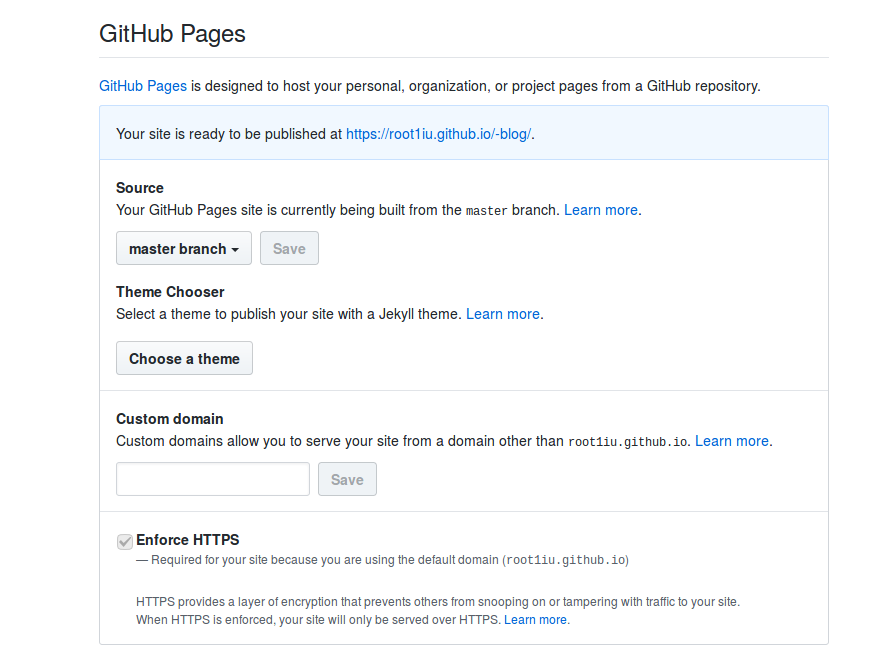 GitHub Pages
GitHub Pages is designed to host your personal, organization, or project pages from a GitHub repository.
Your site is ready to be published at https://root1iu.github.io/-blog/.
Source
Your GitHub Pages site is currently being built from the master branch. Learn more.
master branch Save
Theme Chooser
Select a theme to publish your site with a Jekyll theme. Learn more.
Choose a theme
Custom domain
Custom domains allow you to serve your site from a domain other than root1iu.github.io. Learn more.
Save
Enforce HTTPS
— Required for your site because you are using the default domain (root1iu.github.io)
HTTPS provides a layer of encryption that prevents others from snooping on or tampering with traffic to your site.
When HTTPS is enforced, your site will only be served over HTTPS. Learn more.